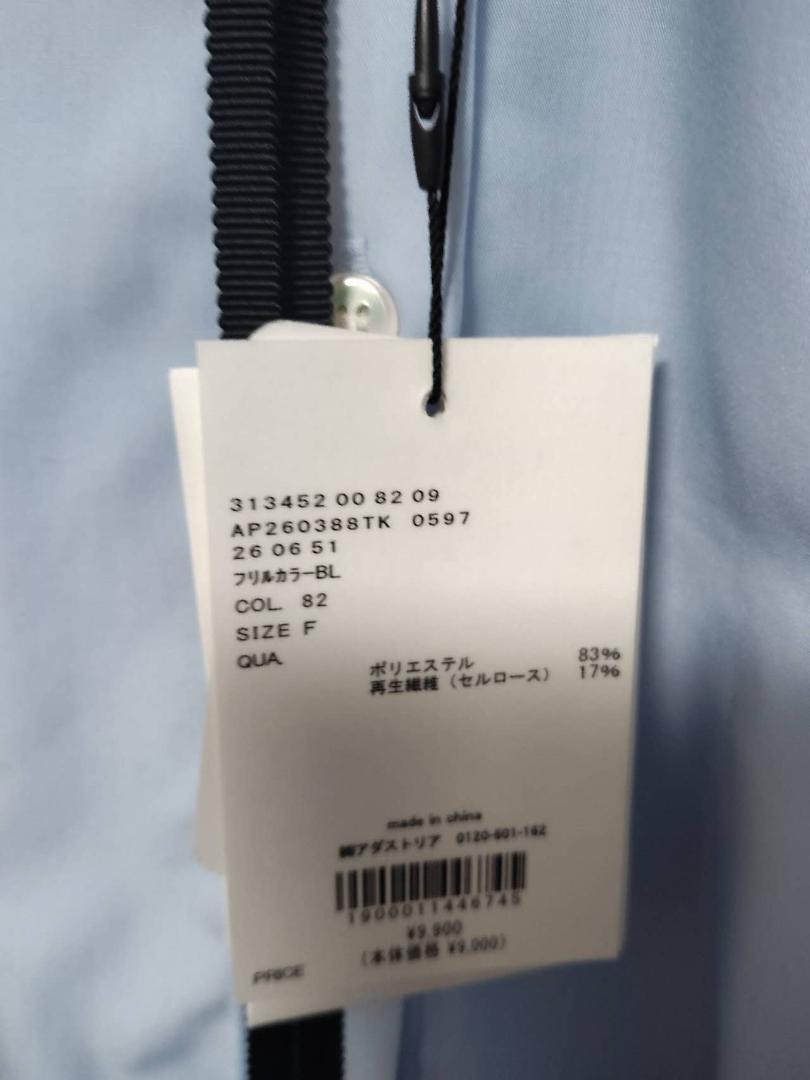 313452 00 82 09
AP260388TK 0597
26 06 51
フリルカラーBL
COL. 82
SIZE F
QUA.
ポリエステル 83%
再生繊維（セルロース） 17%
made in china
㈱アダストリア 0120-601-162
1900011446745
¥9,900
(本体価格 ¥9,000)
PRICE